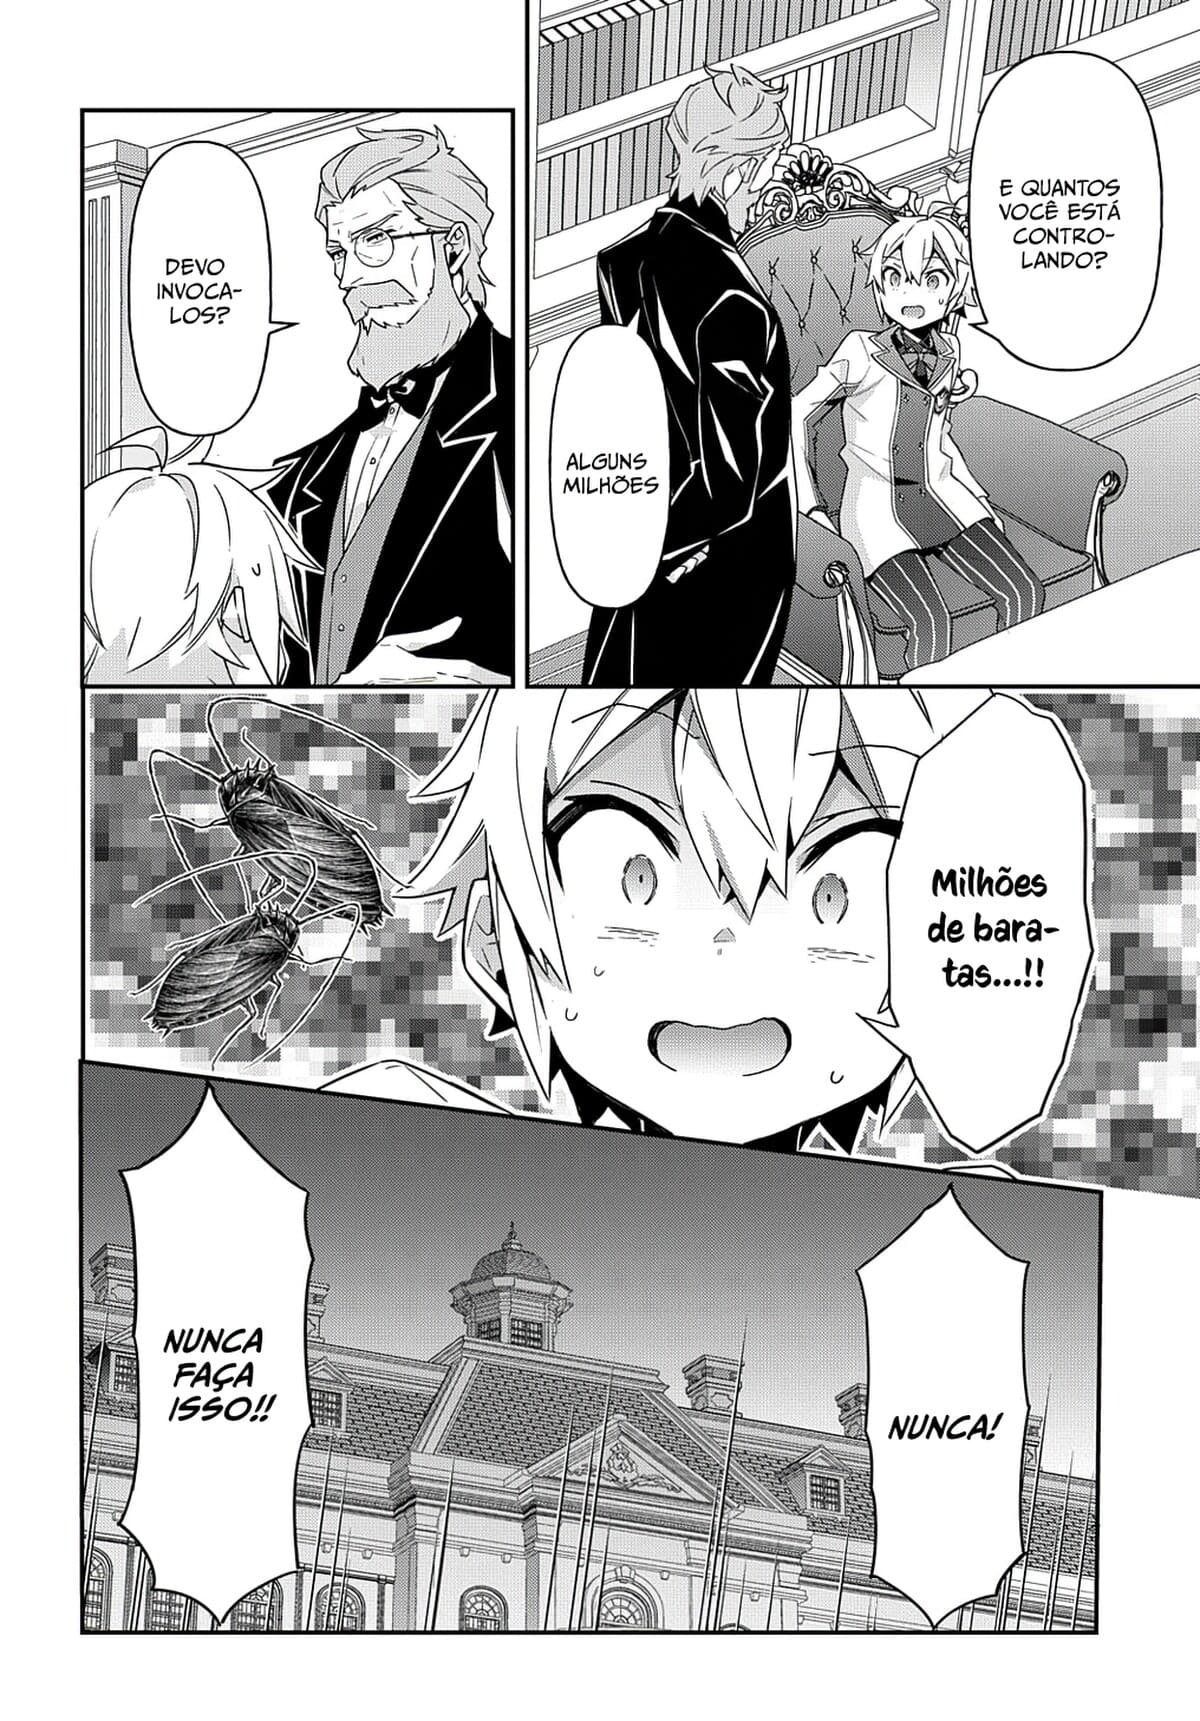 E QUANTOS
VOCÊ ESTÁ
CONTRO-
LANDO?
ALGUNS
MILHÕES
DEVO
INVOCA-
LOS?
Milhões
de bara-
tas...!!
NUNCA!
NUNCA
FAÇA
ISSO!!